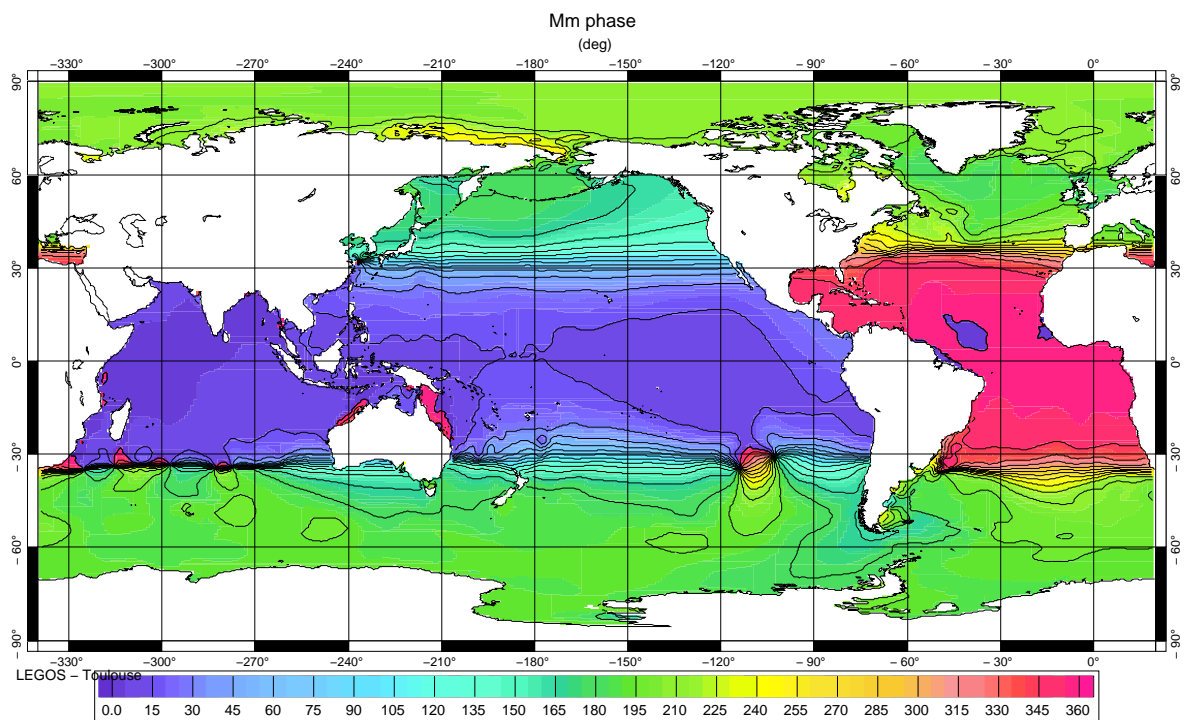 Mm phase
(deg)
−330° −300° −270° −240° −210° −180° −150° −120° − 90° − 60° − 30° 0°
90° 90°
60° 60°
30° 30°
0° 0°
− 30° − 30°
− 60° − 60°
− 90° − 90°
−330° −300° −270° −240° −210° −180° −150° −120° − 90° − 60° − 30° 0°
LEGOS − Toulouse
0.0 15 30 45 60 75 90 105 120 135 150 165 180 195 210 225 240 255 270 285 300 315 330 345 360